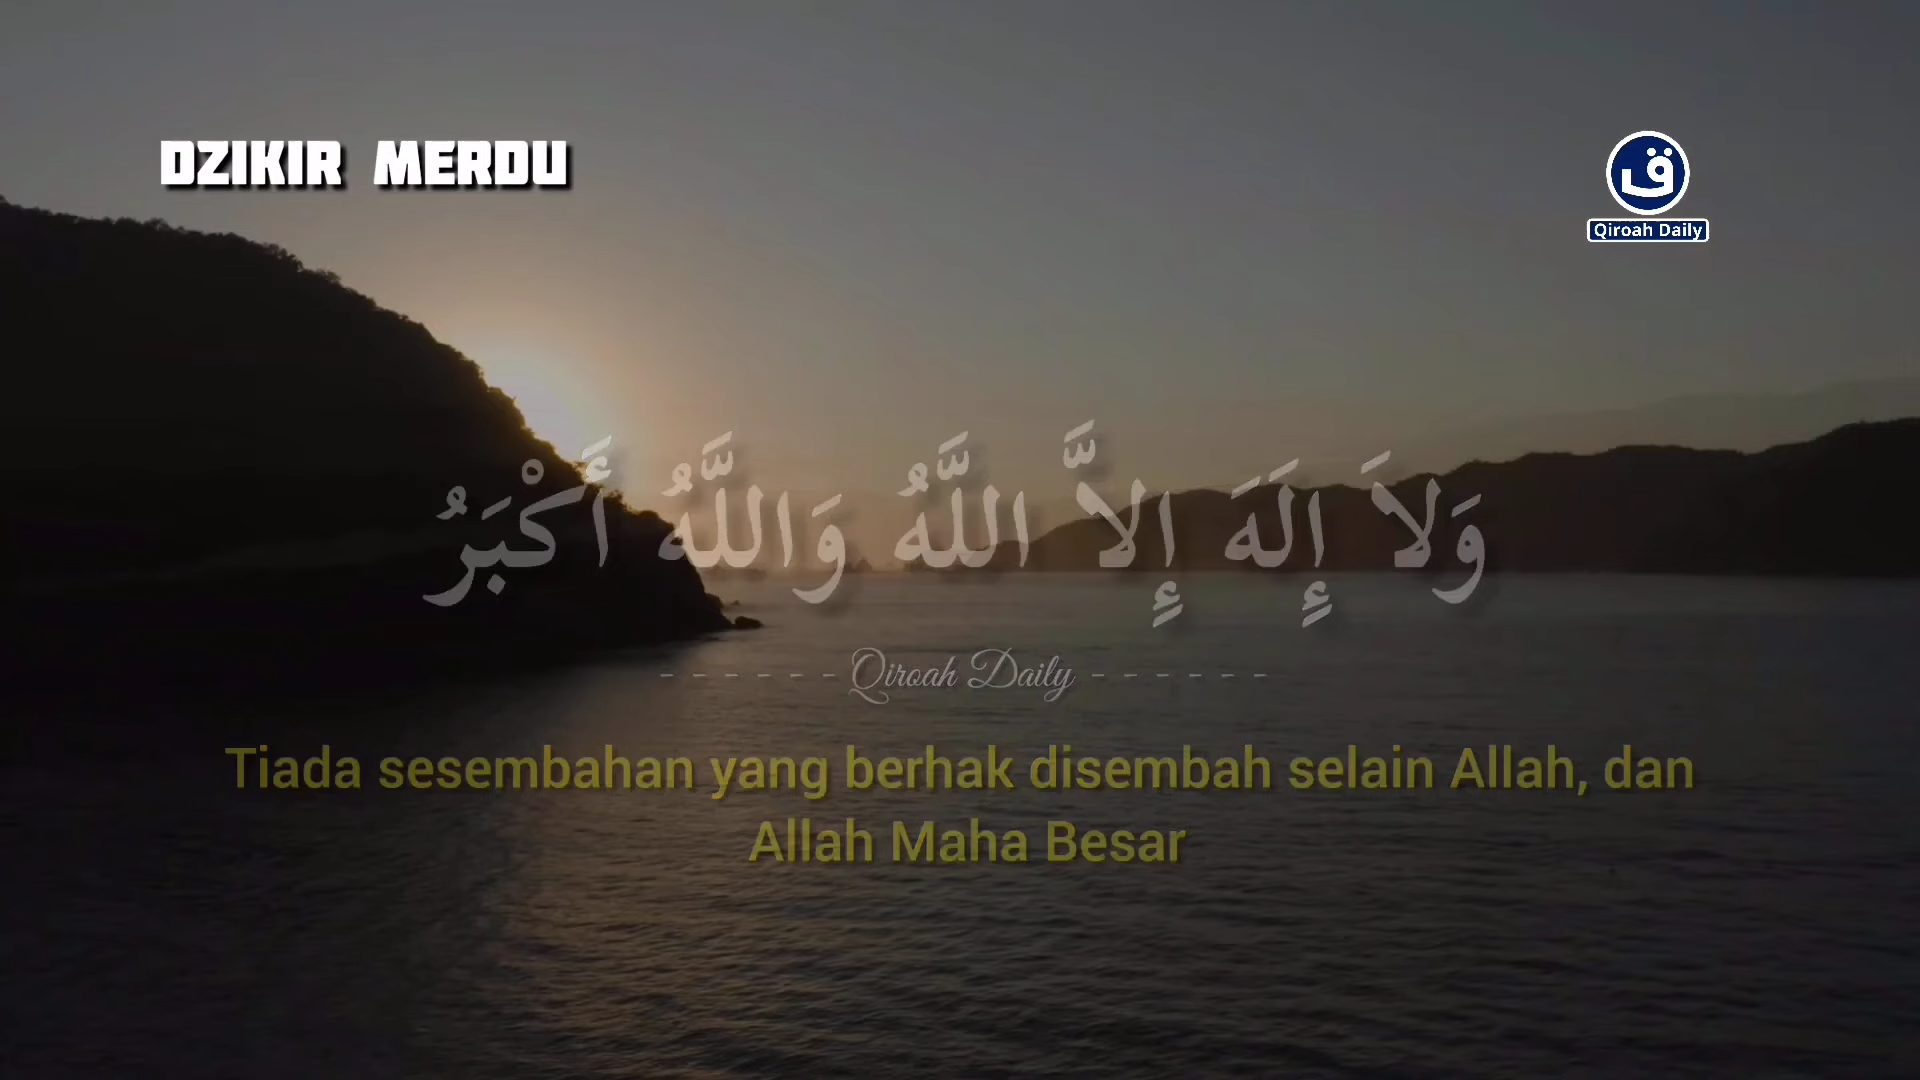 DZIKIR MERDU
ق
Qiroah Daily
وَلاَ إِلَهَ إِلاَّ اللَّهُ وَاللَّهُ أَكْبَرُ
------ Qiroah Daily ------
Tiada sesembahan yang berhak disembah selain Allah, dan
Allah Maha Besar